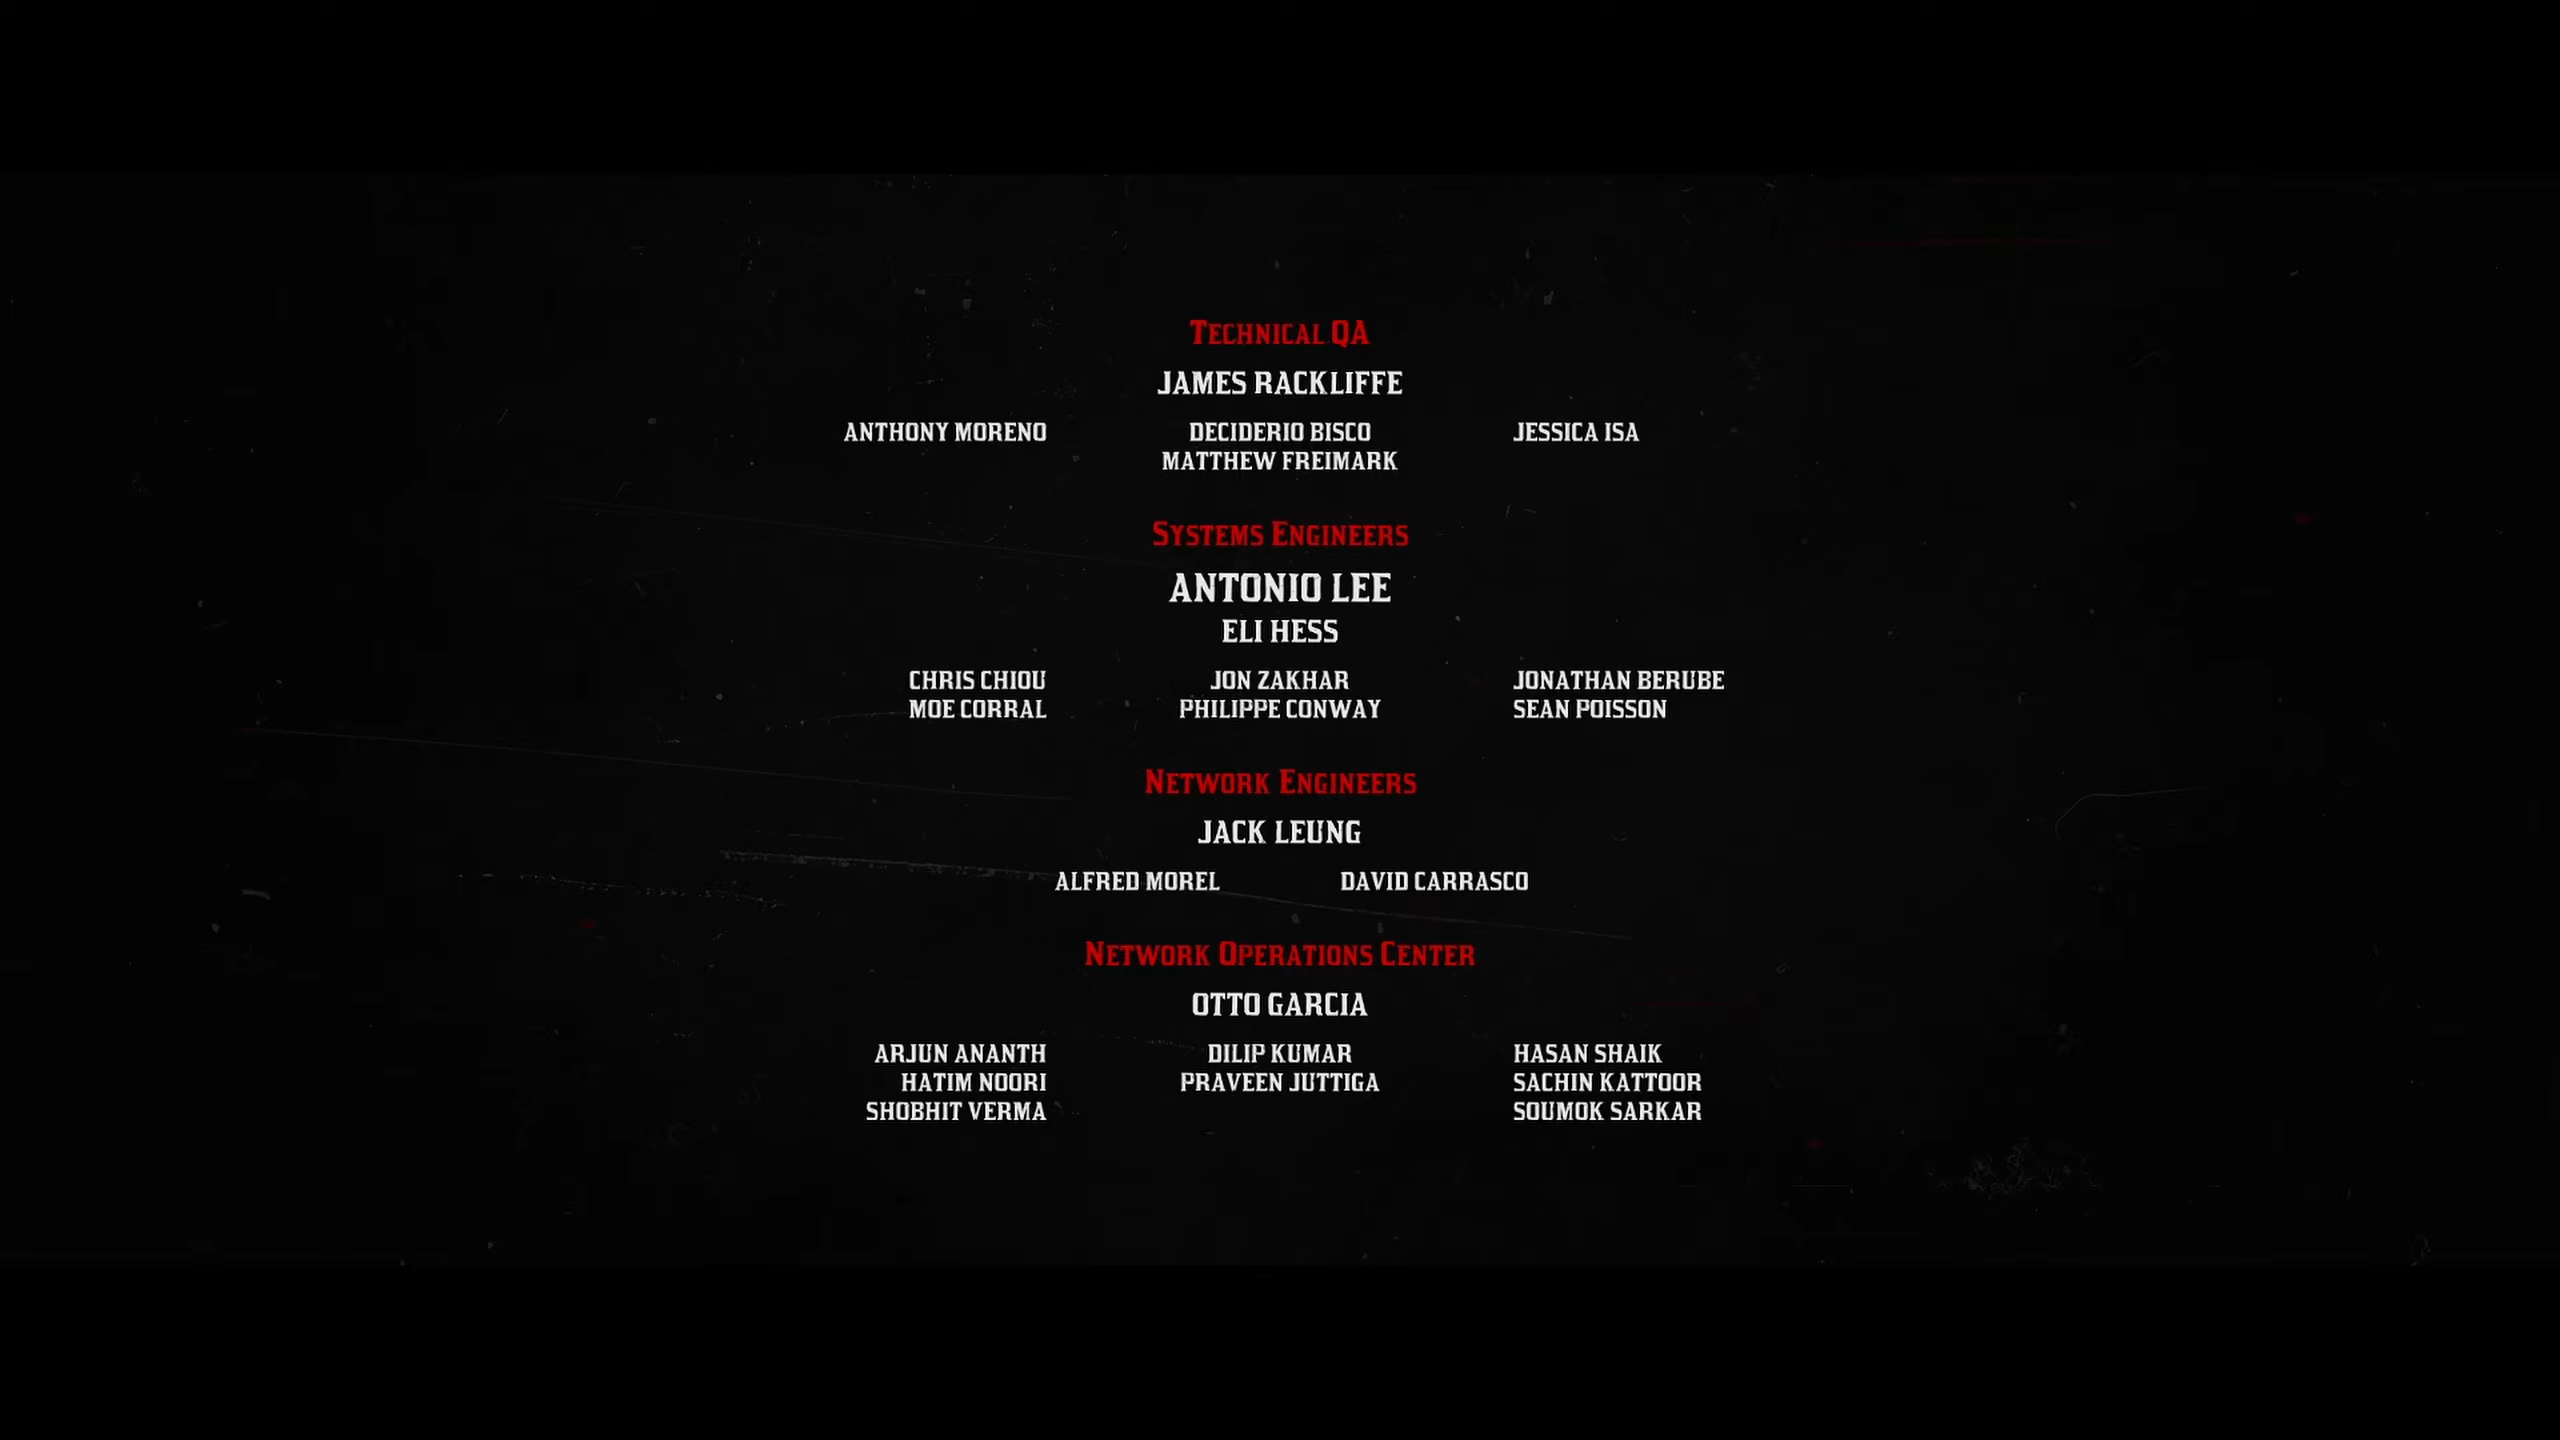 Technical QA
JAMES RACKLIFFE
ANTHONY MORENO DECIDERIO BISCO JESSICA ISA
MATTHEW FREIMARK
Systems Engineers
ANTONIO LEE
ELI HESS
CHRIS CHIOU JON ZAKHAR JONATHAN BERUBE
MOE CORRAL PHILIPPE CONWAY SEAN POISSON
Network Engineers
JACK LEUNG
ALFRED MOREL DAVID CARRASCO
Network Operations Center
OTTO GARCIA
ARJUN ANANTH DILIP KUMAR HASAN SHAIK
HATIM NOORI PRAVEEN JUTTIGA SACHIN KATTOOR
SHOBHIT VERMA SOUMOK SARKAR